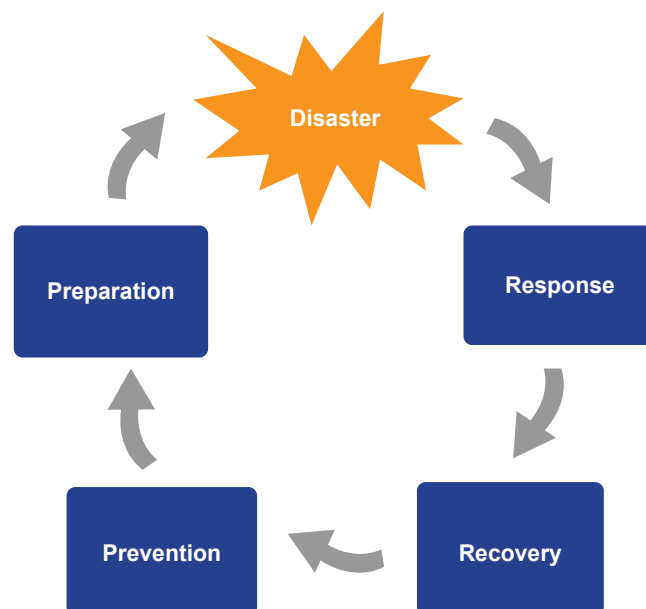 Disaster
Preparation
Response
Prevention
Recovery